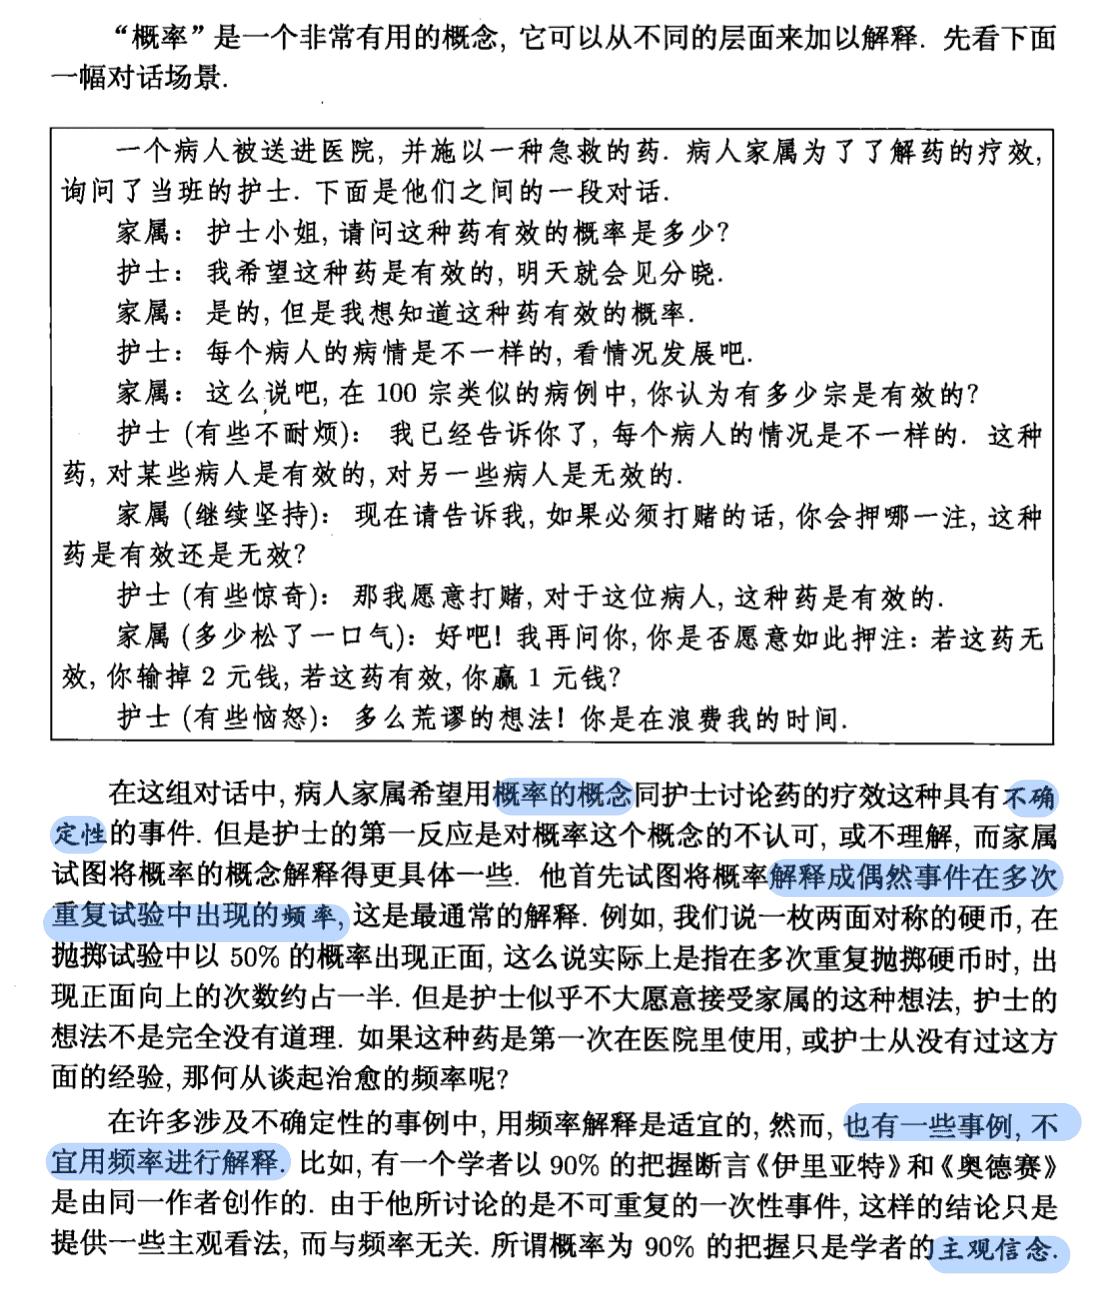 “概率”是一个非常有用的概念, 它可以从不同的层面来加以解释. 先看下面
一幅对话场景.
一个病人被送进医院, 并施以一种急救的药. 病人家属为了了解药的疗效,
询问了当班的护士. 下面是他们之间的一段对话.
家属: 护士小姐, 请问这种药有效的概率是多少?
护士: 我希望这种药是有效的, 明天就会见分晓.
家属: 是的, 但是我想知道这种药有效的概率.
护士: 每个病人的病情是不一样的, 看情况发展吧.
家属: 这么说吧, 在 100 宗类似的病例中, 你认为有多少宗是有效的?
护士 (有些不耐烦): 我已经告诉你了, 每个病人的情况是不一样的. 这种
药, 对某些病人是有效的, 对另一些病人是无效的.
家属 (继续坚持): 现在请告诉我, 如果必须打赌的话, 你会押哪一注, 这种
药是有效还是无效?
护士 (有些惊奇): 那我愿意打赌, 对于这位病人, 这种药是有效的.
家属 (多少松了一口气): 好吧! 我再问你, 你是否愿意如此押注: 若这药无
效, 你输掉 2 元钱, 若这药有效, 你赢 1 元钱?
护士 (有些恼怒): 多么荒谬的想法! 你是在浪费我的时间.
在这组对话中, 病人家属希望用概率的概念同护士讨论药的疗效这种具有不确
定性的事件. 但是护士的第一反应是对概率这个概念的不认可, 或不理解, 而家属
试图将概率的概念解释得更具体一些. 他首先试图将概率解释成偶然事件在多次
重复试验中出现的频率, 这是最通常的解释. 例如, 我们说一枚两面对称的硬币, 在
抛掷试验中以 50% 的概率出现正面, 这么说实际上是指在多次重复抛掷硬币时, 出
现正面向上的次数约占一半. 但是护士似乎不大愿意接受家属的这种想法, 护士的
想法不是完全没有道理. 如果这种药是第一次在医院里使用, 或护士从没有过这方
面的经验, 那何从谈起治愈的频率呢?
在许多涉及不确定性的事例中, 用频率解释是适宜的, 然而, 也有一些事例, 不
宜用频率进行解释. 比如, 有一个学者以 90% 的把握断言《伊里亚特》和《奥德赛》
是由同一作者创作的. 由于他所讨论的是不可重复的一次性事件, 这样的结论只是
提供一些主观看法, 而与频率无关. 所谓概率为 90% 的把握只是学者的主观信念.